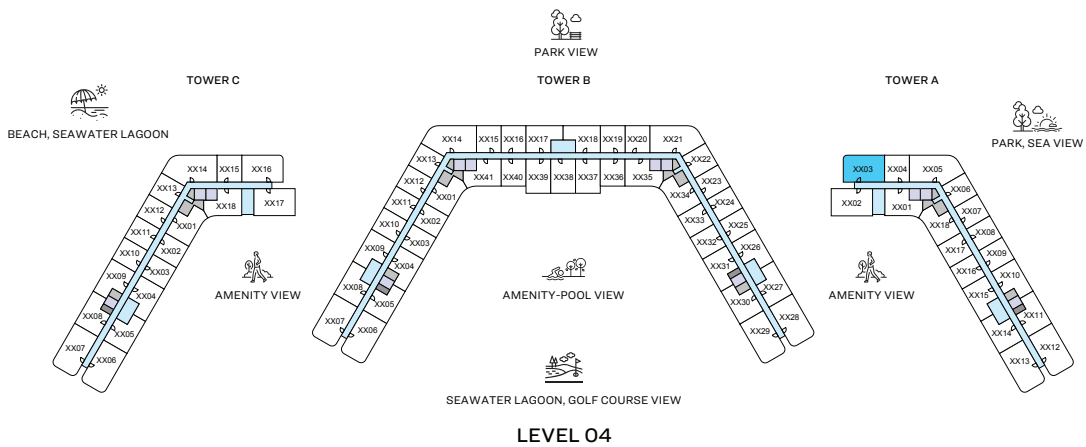 PARK VIEW
TOWER C
TOWER B
TOWER A
BEACH, SEAWATER LAGOON
PARK, SEA VIEW
XX14
XX15
XX16
XX13
XX12
XX11
XX10
XX09
XX08
XX07
XX18
XX17
XX01
XX02
XX03
XX04
XX05
XX06
AMENITY VIEW
XX14
XX15
XX16
XX17
XX18
XX19
XX20
XX21
XX13
XX12
XX11
XX10
XX09
XX08
XX07
XX41
XX40
XX39
XX38
XX37
XX36
XX35
XX01
XX02
XX03
XX04
XX05
XX06
XX22
XX23
XX24
XX25
XX26
XX27
XX28
XX34
XX33
XX32
XX31
XX30
XX29
AMENITY-POOL VIEW
XX03
XX04
XX05
XX02
XX01
XX18
XX17
XX16
XX15
XX14
XX13
XX06
XX07
XX08
XX09
XX10
XX11
XX12
AMENITY VIEW
SEAWATER LAGOON, GOLF COURSE VIEW
LEVEL 04